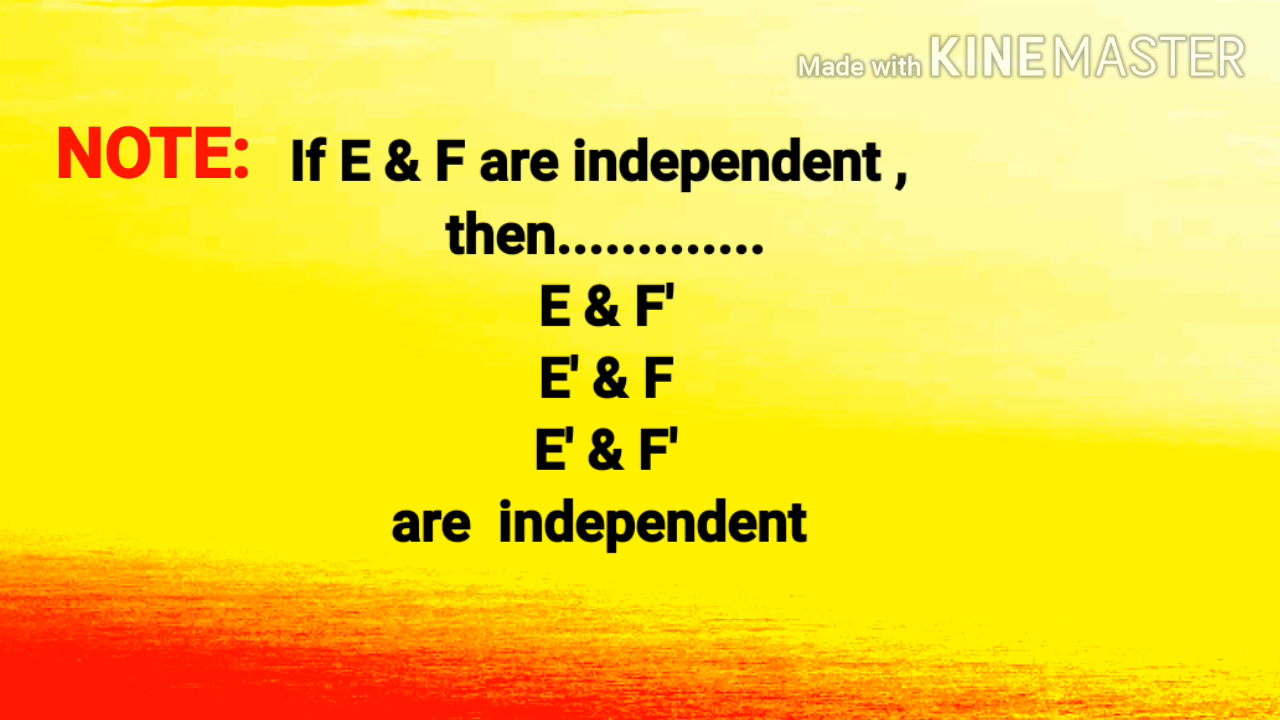 Made with KINEMASTER
NOTE: If E & F are independent ,
then.............
E & F'
E' & F
E' & F'
are independent